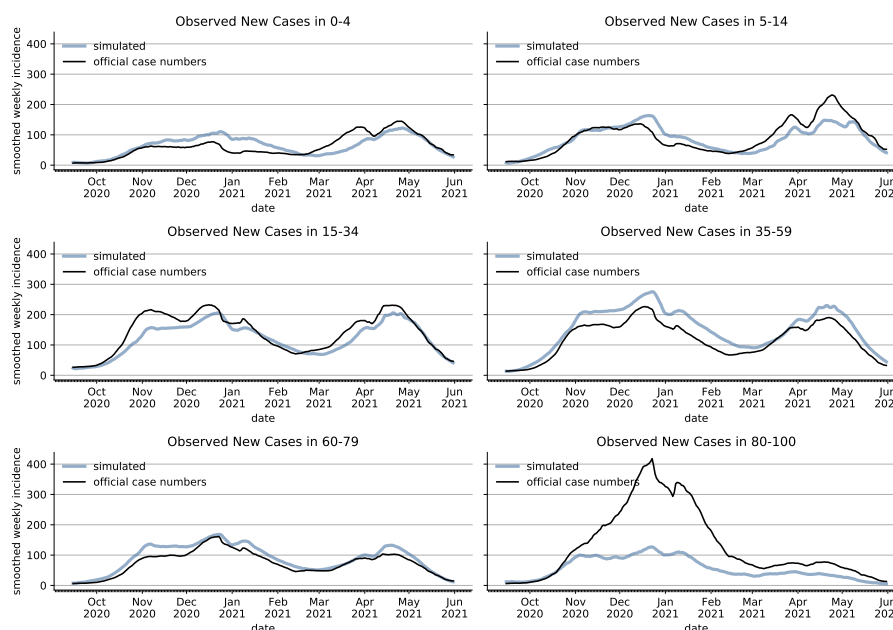 Observed New Cases in 0-4
smoothed weekly incidence
400
300
200
100
0
simulated
official case numbers
Oct 2020
Nov 2020
Dec 2020
Jan 2021
Feb 2021
Mar 2021
Apr 2021
May 2021
Jun 2021
date
Observed New Cases in 5-14
simulated
official case numbers
Oct 2020
Nov 2020
Dec 2020
Jan 2021
Feb 2021
Mar 2021
Apr 2021
May 2021
Jun 2021
date
Observed New Cases in 15-34
smoothed weekly incidence
400
300
200
100
0
simulated
official case numbers
Oct 2020
Nov 2020
Dec 2020
Jan 2021
Feb 2021
Mar 2021
Apr 2021
May 2021
Jun 2021
date
Observed New Cases in 35-59
simulated
official case numbers
Oct 2020
Nov 2020
Dec 2020
Jan 2021
Feb 2021
Mar 2021
Apr 2021
May 2021
Jun 2021
date
Observed New Cases in 60-79
smoothed weekly incidence
400
300
200
100
0
simulated
official case numbers
Oct 2020
Nov 2020
Dec 2020
Jan 2021
Feb 2021
Mar 2021
Apr 2021
May 2021
Jun 2021
date
Observed New Cases in 80-100
simulated
official case numbers
Oct 2020
Nov 2020
Dec 2020
Jan 2021
Feb 2021
Mar 2021
Apr 2021
May 2021
Jun 2021
date